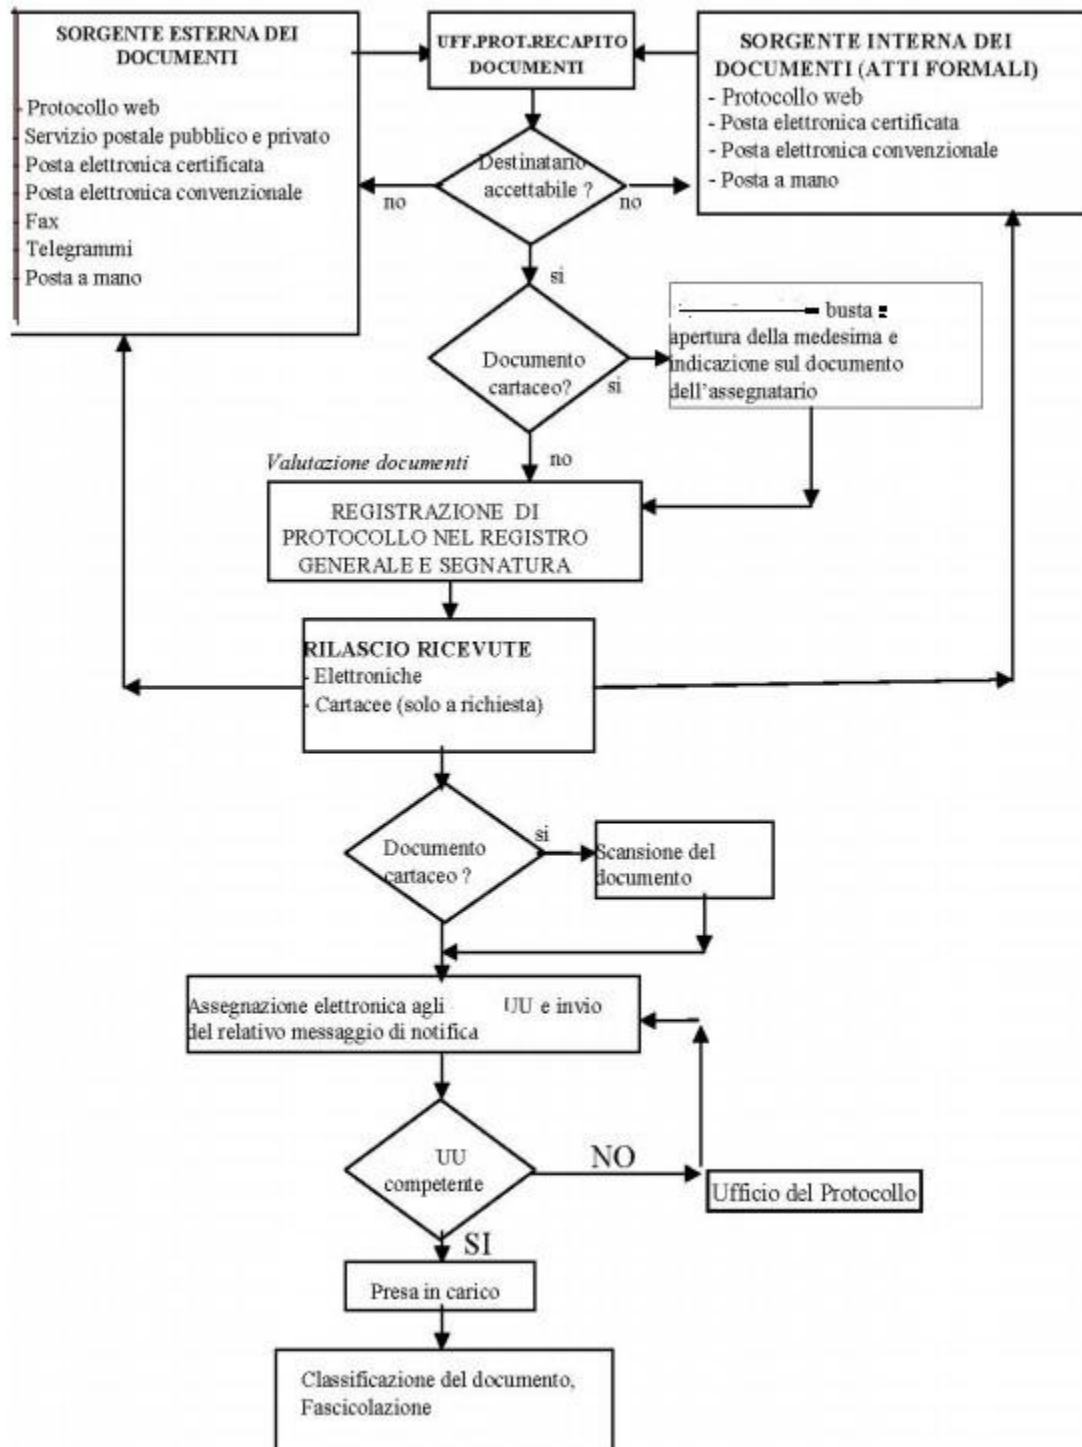 SORGENTE ESTERNA DEI
DOCUMENTI
- Protocollo web
- Servizio postale pubblico e privato
- Posta elettronica certificata
- Posta elettronica convenzionale
- Fax
- Telegrammi
- Posta a mano
UFF.PROT.RECAPITO
DOCUMENTI
SORGENTE INTERNA DEI
DOCUMENTI (ATTI FORMALI)
- Protocollo web
- Posta elettronica certificata
- Posta elettronica convenzionale
- Posta a mano
Destinatario
accettabile ?
no
no
si
busta
apertura della medesima e
indicazione sul documento
dell'assegnatario
Documento
cartaceo?
si
no
Valutazione documenti
REGISTRAZIONE DI
PROTOCOLLO NEL REGISTRO
GENERALE E SEGNATURA
RILASCIO RICEVUTE
- Elettroniche
- Cartacee (solo a richiesta)
Documento
cartaceo ?
si
Scansione del
documento
Assegnazione elettronica agli UU e invio
del relativo messaggio di notifica
UU
competente
NO
Ufficio del Protocollo
SI
Presa in carico
Classificazione del documento,
Fascicolazione